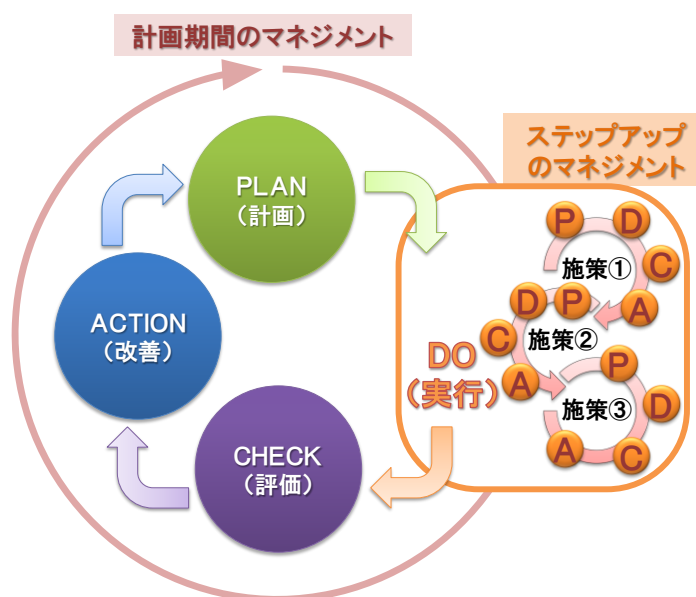 計画期間のマネジメント
ステップアップ
のマネジメント
PLAN
(計画)
P
D
C
A
施策①
D
P
C
A
施策②
ACTION
(改善)
DO
(実行)
P
D
C
A
施策③
CHECK
(評価)